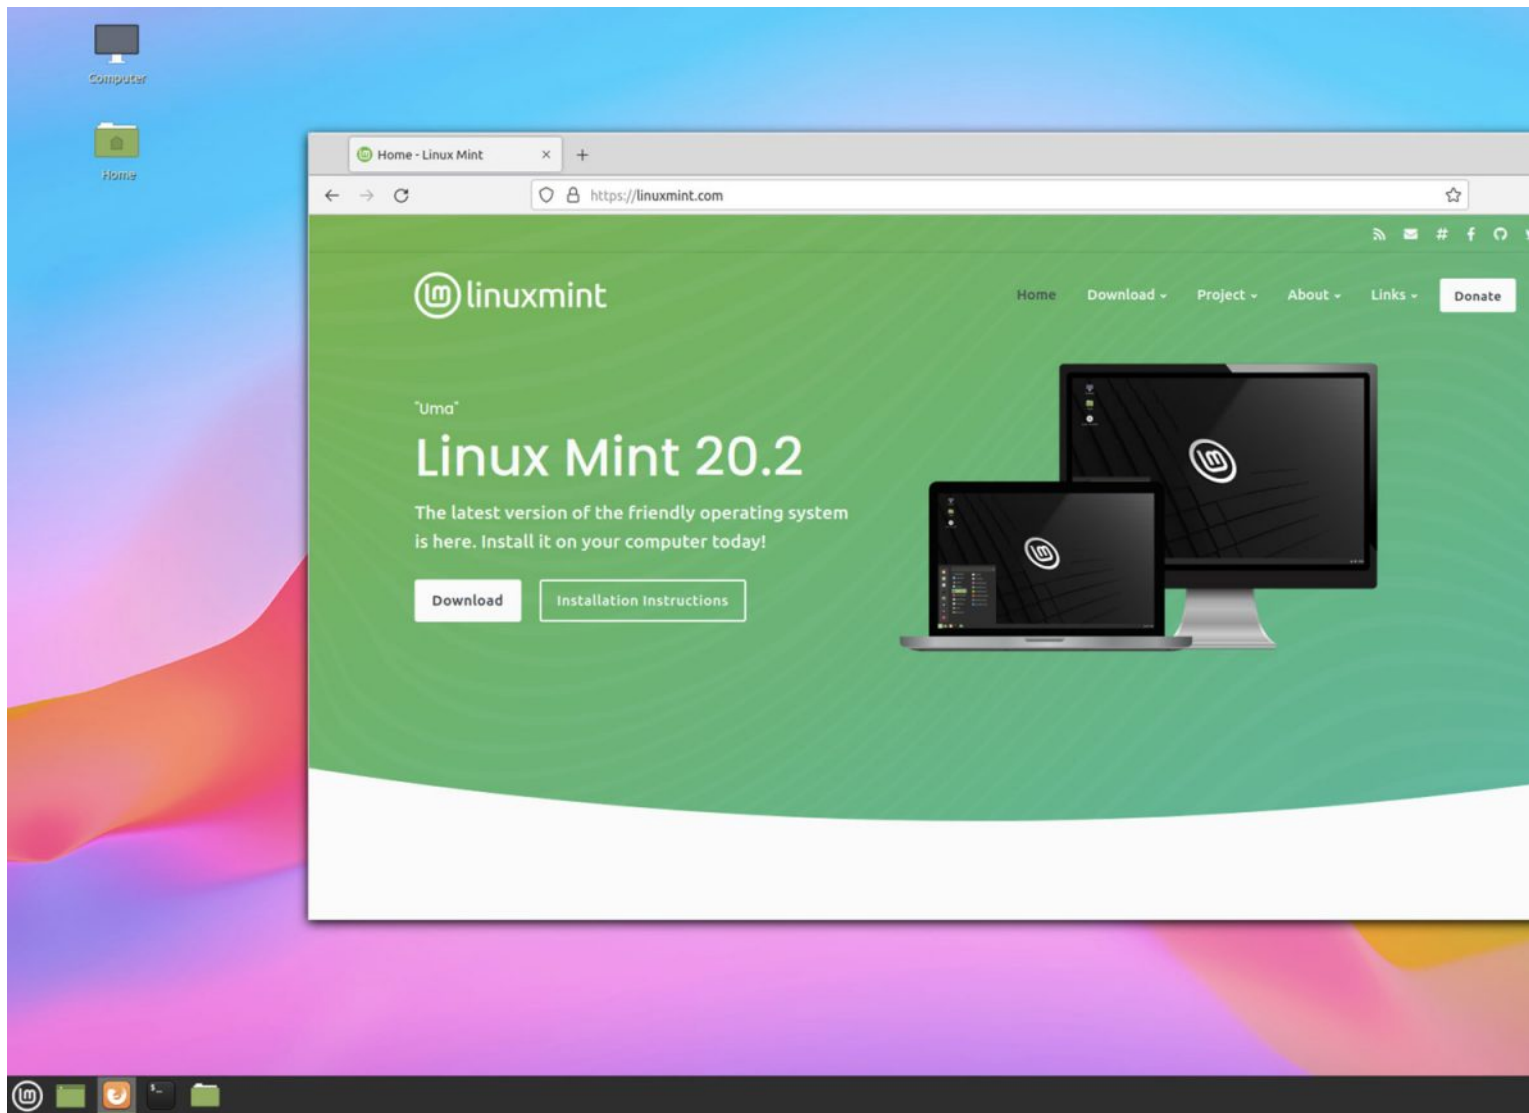 Computer
Home
Home - Linux Mint
https://linuxmint.com
linuxmint
Home Download Project About Links Donate
"Uma"
Linux Mint 20.2
The latest version of the friendly operating system
is here. Install it on your computer today!
Download Installation Instructions